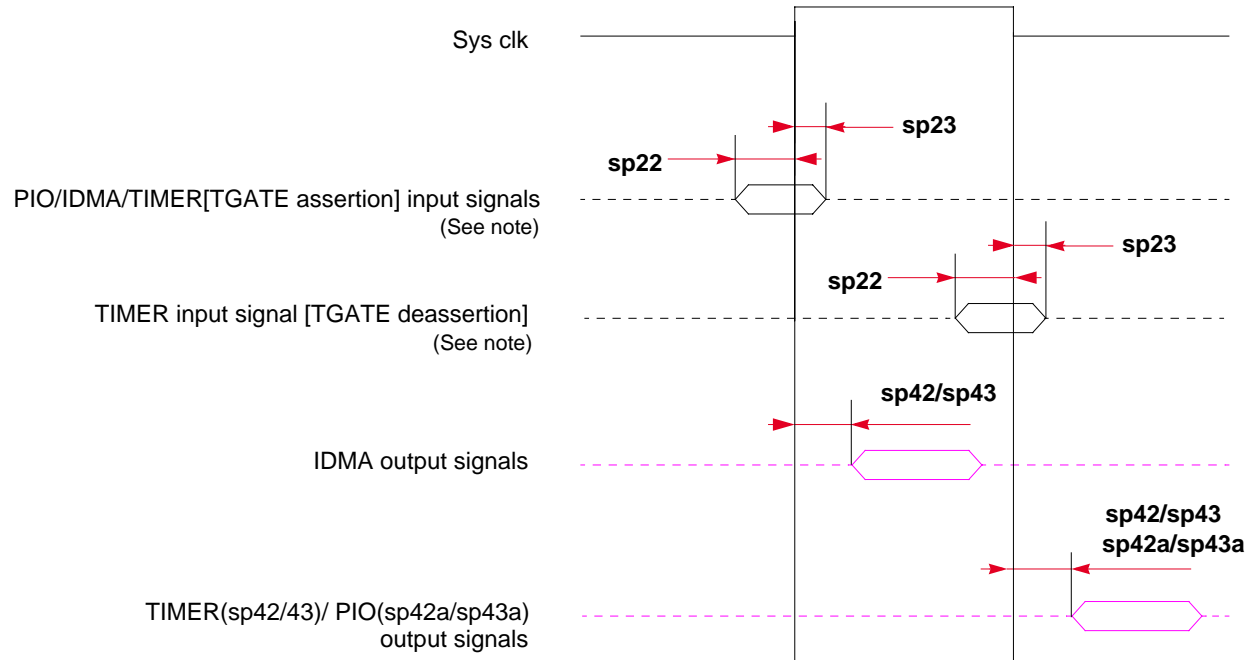 Sys clk
sp23
sp22
PIO/IDMA/TIMER[TGATE assertion] input signals
(See note)
sp23
sp22
TIMER input signal [TGATE deassertion]
(See note)
sp42/sp43
IDMA output signals
sp42/sp43
sp42a/sp43a
TIMER(sp42/43)/ PIO(sp42a/sp43a)
output signals